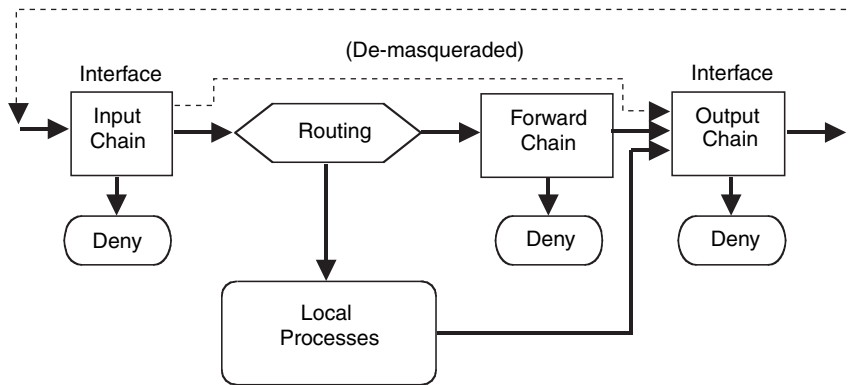 (De-masqueraded)
Interface
Interface
Input
Chain
Routing
Forward
Chain
Output
Chain
Deny
Deny
Deny
Local
Processes